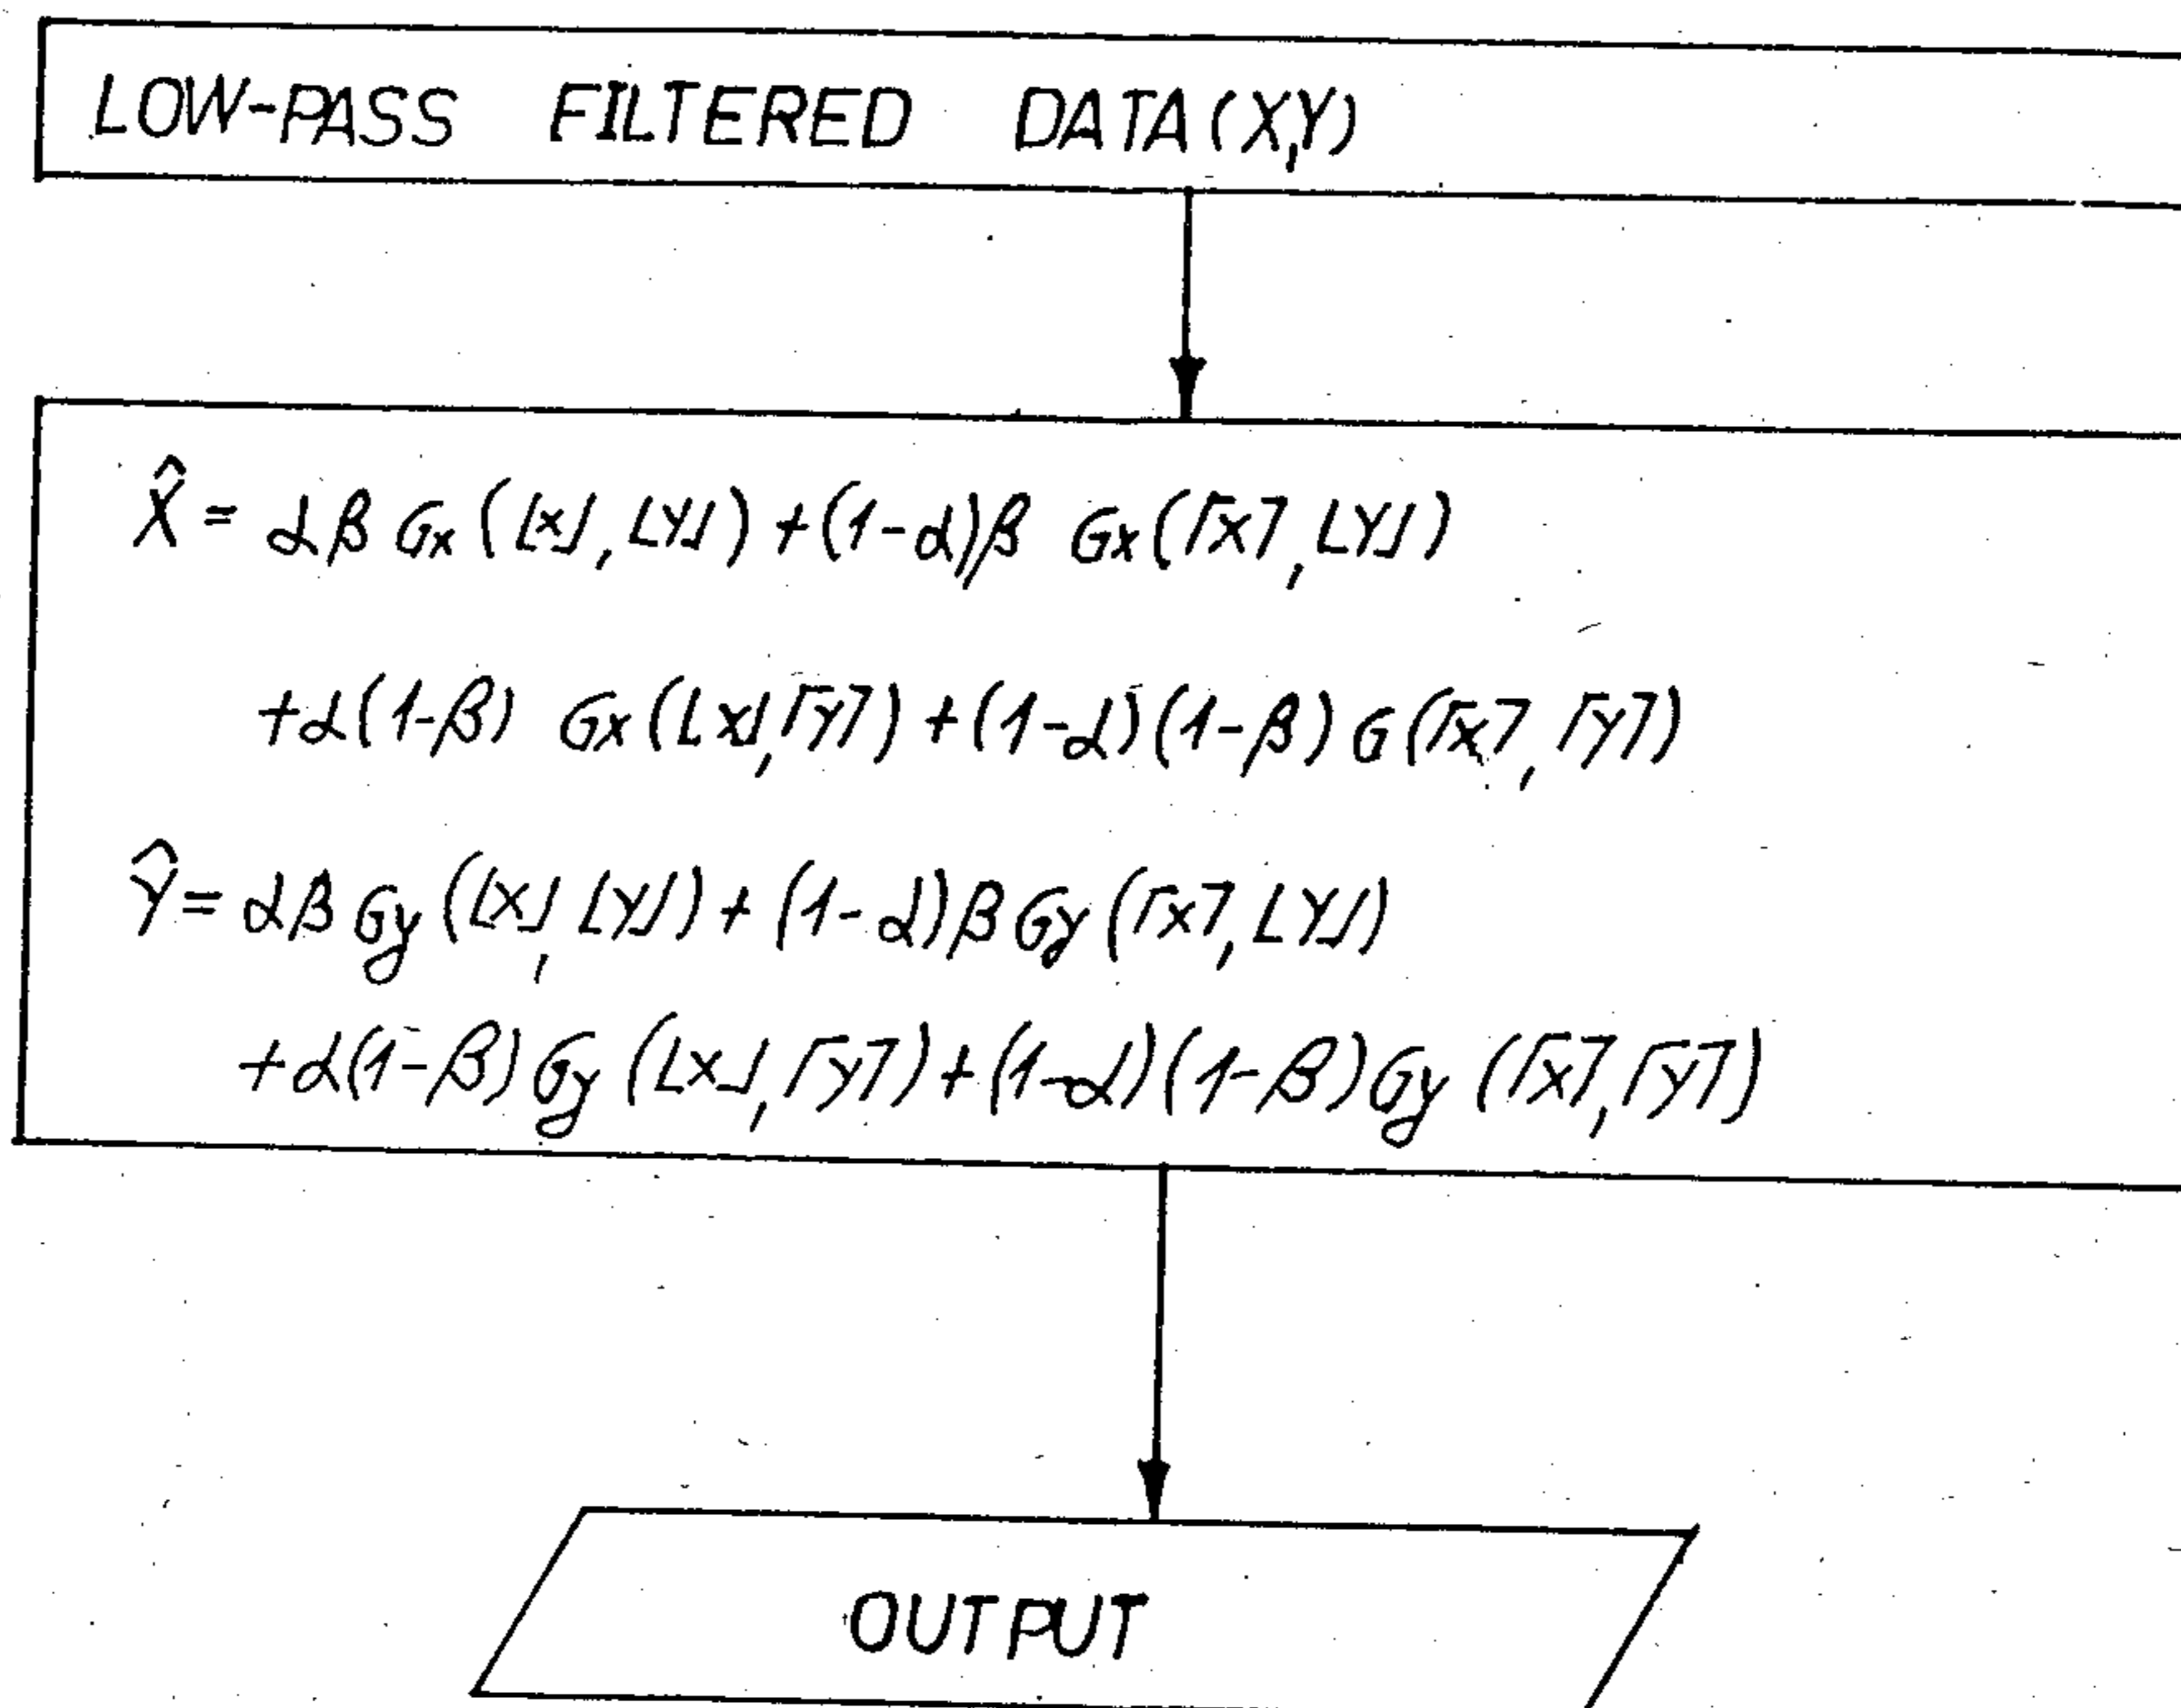 LOW-PASS FILTERED DATA(X,Y)
X̂ = αβ Gx(⌊x⌋, ⌊Y⌋) + (1-α)β Gx(⌈x⌉, ⌊Y⌋)
+α(1-β) Gx(⌊x⌋,⌈y⌉) + (1-α)(1-β) G(⌈x⌉, ⌈y⌉)
Ŷ = αβ Gy(⌊x⌋, ⌊y⌋) + (1-α)β Gy(⌈x⌉, ⌊Y⌋)
+α(1-β) Gy(⌊x⌋, ⌈y⌉) + (1-α)(1-β) Gy(⌈x⌉, ⌈y⌉)
OUTPUT